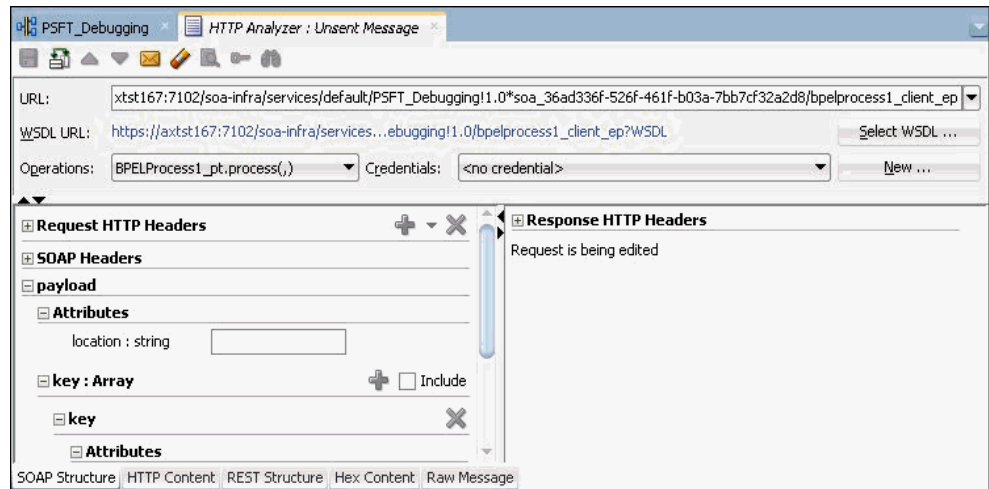 PSFT_Debugging HTTP Analyzer : Unsent Message
URL: xtst167:7102/soa-infra/services/default/PSFT_Debugging!1.0*soa_36ad336f-526f-461f-b03a-7bb7cf32a2d8/bpelprocess1_client_ep
WSDL URL: https://axtst167:7102/soa-infra/services...ebugging!1.0/bpelprocess1_client_ep?WSDL Select WSDL ...
Operations: BPELProcess1_pt.process(,) Credentials: <no credential> New ...
Request HTTP Headers
SOAP Headers
payload
Attributes
location : string
key : Array Include
key
Attributes
Response HTTP Headers
Request is being edited
SOAP Structure HTTP Content REST Structure Hex Content Raw Message